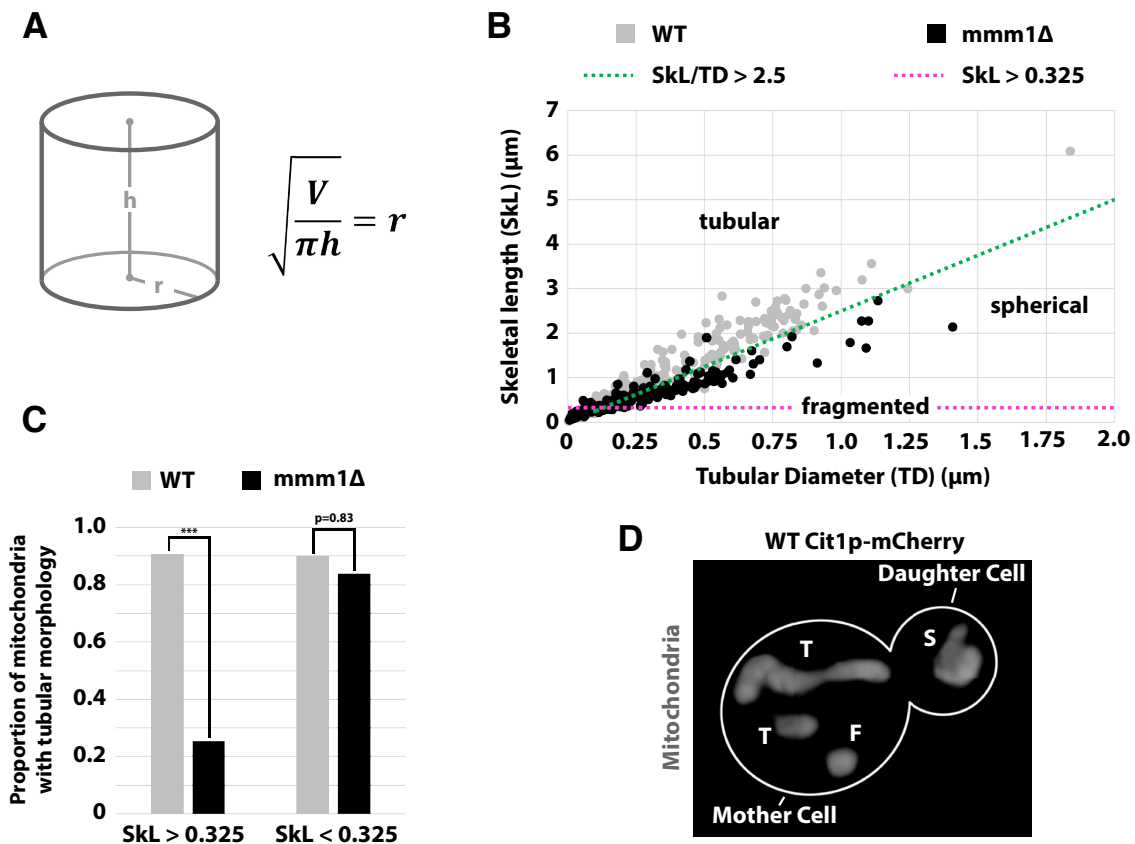 A
h
r
√(V/πh) = r
B
WT
mmm1Δ
SkL/TD > 2.5
SkL > 0.325
Skeletal length (SkL) (μm)
7
6
5
4
3
2
1
0
tubular
spherical
fragmented
0 0.25 0.5 0.75 1.0 1.25 1.5 1.75 2.0
Tubular Diameter (TD) (μm)
C
WT
mmm1Δ
Proportion of mitochondria
with tubular morphology
1.0
0.8
0.6
0.4
0.2
0
***
p=0.83
SkL > 0.325
SkL < 0.325
D
WT Cit1p-mCherry
Daughter Cell
Mitochondria
S
T
T
F
Mother Cell